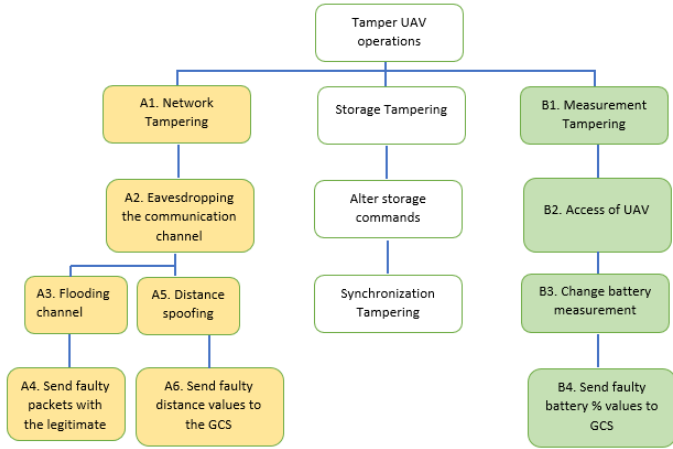 Tamper UAV
operations
A1. Network
Tampering
Storage Tampering
B1. Measurement
Tampering
A2. Eavesdropping
the communication
channel
Alter storage
commands
B2. Access of UAV
A3. Flooding
channel
A5. Distance
spoofing
Synchronization
Tampering
B3. Change battery
measurement
A4. Send faulty
packets with
the legitimate
A6. Send faulty
distance values to
the GCS
B4. Send faulty
battery % values to
GCS